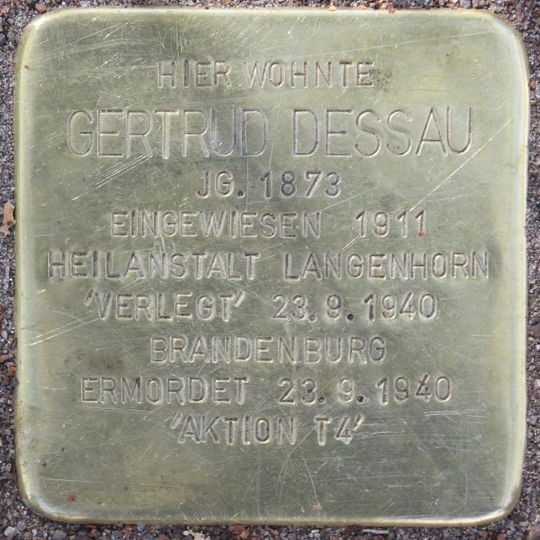 HIER WOHNTE
GERTRUD DESSAU
JG. 1873
EINGEWIESEN 1911
HEILANSTALT LANGENHORN
'VERLEGT' 23.9.1940
BRANDENBURG
ERMORDET 23.9.1940
'AKTION T4'